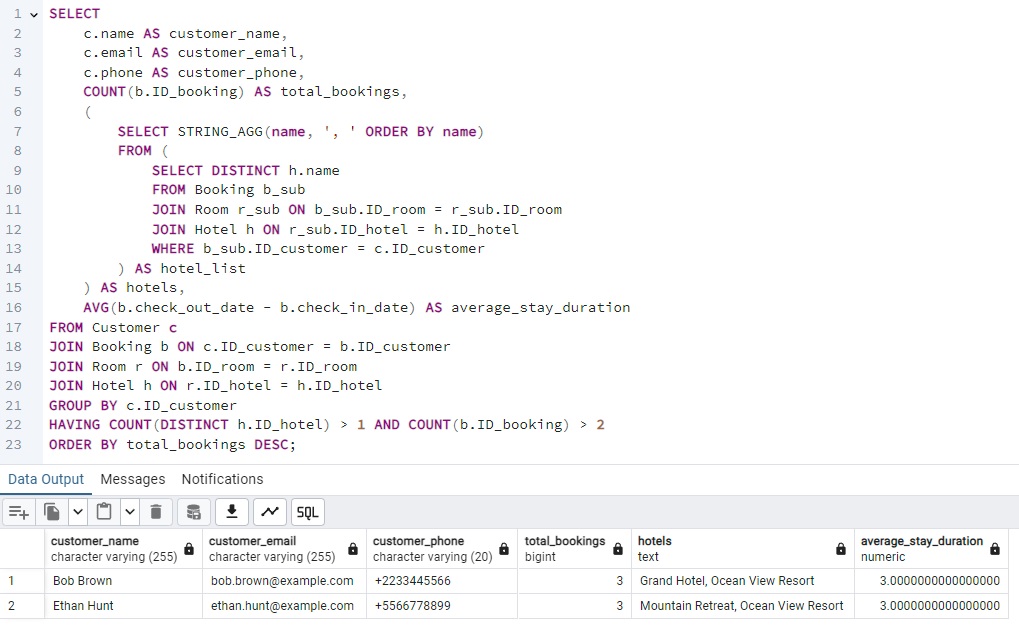 1 SELECT
2 c.name AS customer_name,
3 c.email AS customer_email,
4 c.phone AS customer_phone,
5 COUNT(b.ID_booking) AS total_bookings,
6 (
7 SELECT STRING_AGG(name, ', ' ORDER BY name)
8 FROM (
9 SELECT DISTINCT h.name
10 FROM Booking b_sub
11 JOIN Room r_sub ON b_sub.ID_room = r_sub.ID_room
12 JOIN Hotel h ON r_sub.ID_hotel = h.ID_hotel
13 WHERE b_sub.ID_customer = c.ID_customer
14 ) AS hotel_list
15 ) AS hotels,
16 AVG(b.check_out_date - b.check_in_date) AS average_stay_duration
17 FROM Customer c
18 JOIN Booking b ON c.ID_customer = b.ID_customer
19 JOIN Room r ON b.ID_room = r.ID_room
20 JOIN Hotel h ON r.ID_hotel = h.ID_hotel
21 GROUP BY c.ID_customer
22 HAVING COUNT(DISTINCT h.ID_hotel) > 1 AND COUNT(b.ID_booking) > 2
23 ORDER BY total_bookings DESC;
Data Output Messages Notifications
SQL
customer_name customer_email customer_phone total_bookings hotels average_stay_duration
character varying (255) character varying (255) character varying (20) bigint text numeric
1 Bob Brown bob.brown@example.com +2233445566 3 Grand Hotel, Ocean View Resort 3.0000000000000000
2 Ethan Hunt ethan.hunt@example.com +5566778899 3 Mountain Retreat, Ocean View Resort 3.0000000000000000